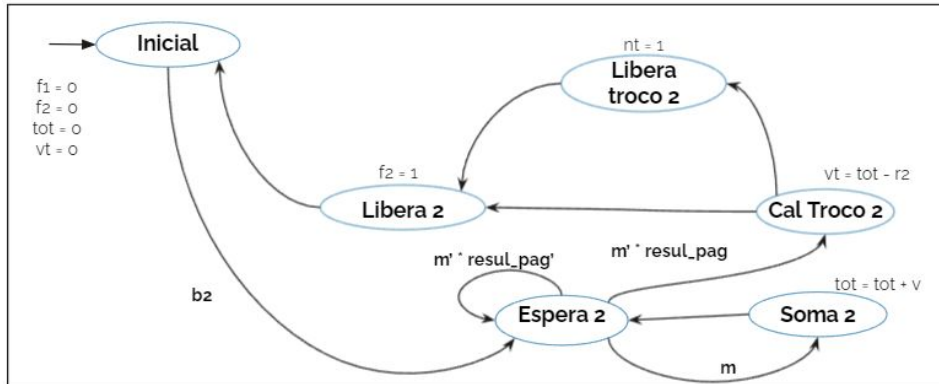 Inicial
f1 = 0
f2 = 0
tot = 0
vt = 0
nt = 1
Libera
troco 2
f2 = 1
Libera 2
vt = tot - r2
Cal Troco 2
m' * resul_pag'
m' * resul_pag
b2
Espera 2
tot = tot + v
Soma 2
m